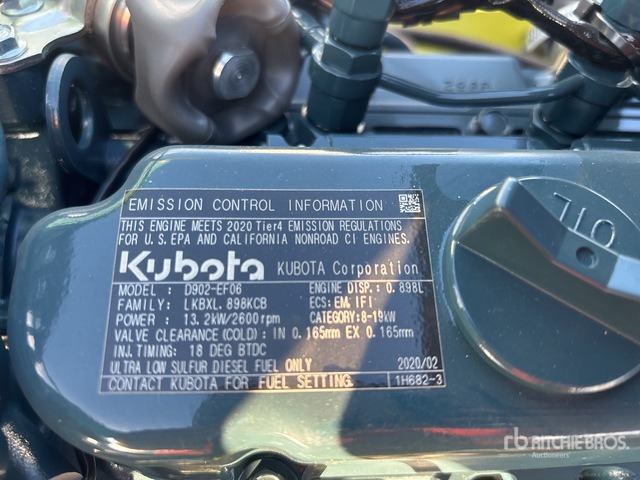 EMISSION CONTROL INFORMATION
THIS ENGINE MEETS 2020 Tier4 EMISSION REGULATIONS
FOR U.S.EPA AND CALIFORNIA NONROAD CI ENGINES.
Kubota KUBOTA Corporation
MODEL : D902-EF06 ENGINE DISP.: 0.898L
FAMILY: LKBXL.898KCB ECS: EM, IFI
POWER : 13.2kW/2600rpm CATEGORY:8-19kW
VALVE CLEARANCE(COLD): IN 0.165mm EX 0.165mm
INJ.TIMING: 18 DEG BTDC
ULTRA LOW SULFUR DIESEL FUEL ONLY 2020/02
CONTACT KUBOTA FOR FUEL SETTING. 1H682-3
OIL
rb RITCHIE BROS.
Auctioneers